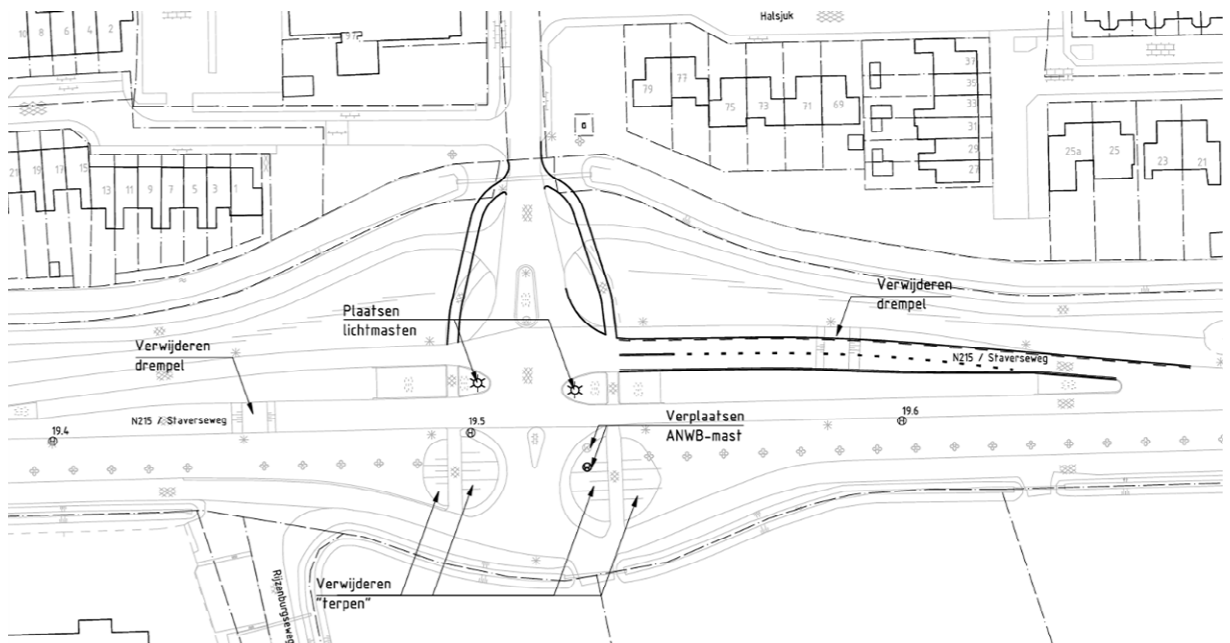 Halsjuk
10 8 6 4 2
37
79 77 75 73 71 69
37
35
33
31
29
27
25a 25 23 21
21 19 17 15
13 11 9 7 5 3 1
Plaatsen
lichtmasten
Verwijderen
drempel
Verwijderen
drempel
N215 / Staverseweg
N215 / Staverseweg
19.4
19.5
19.6
Verplaatsen
ANWB-mast
Verwijderen
"terpen"
Rijzenburgseweg